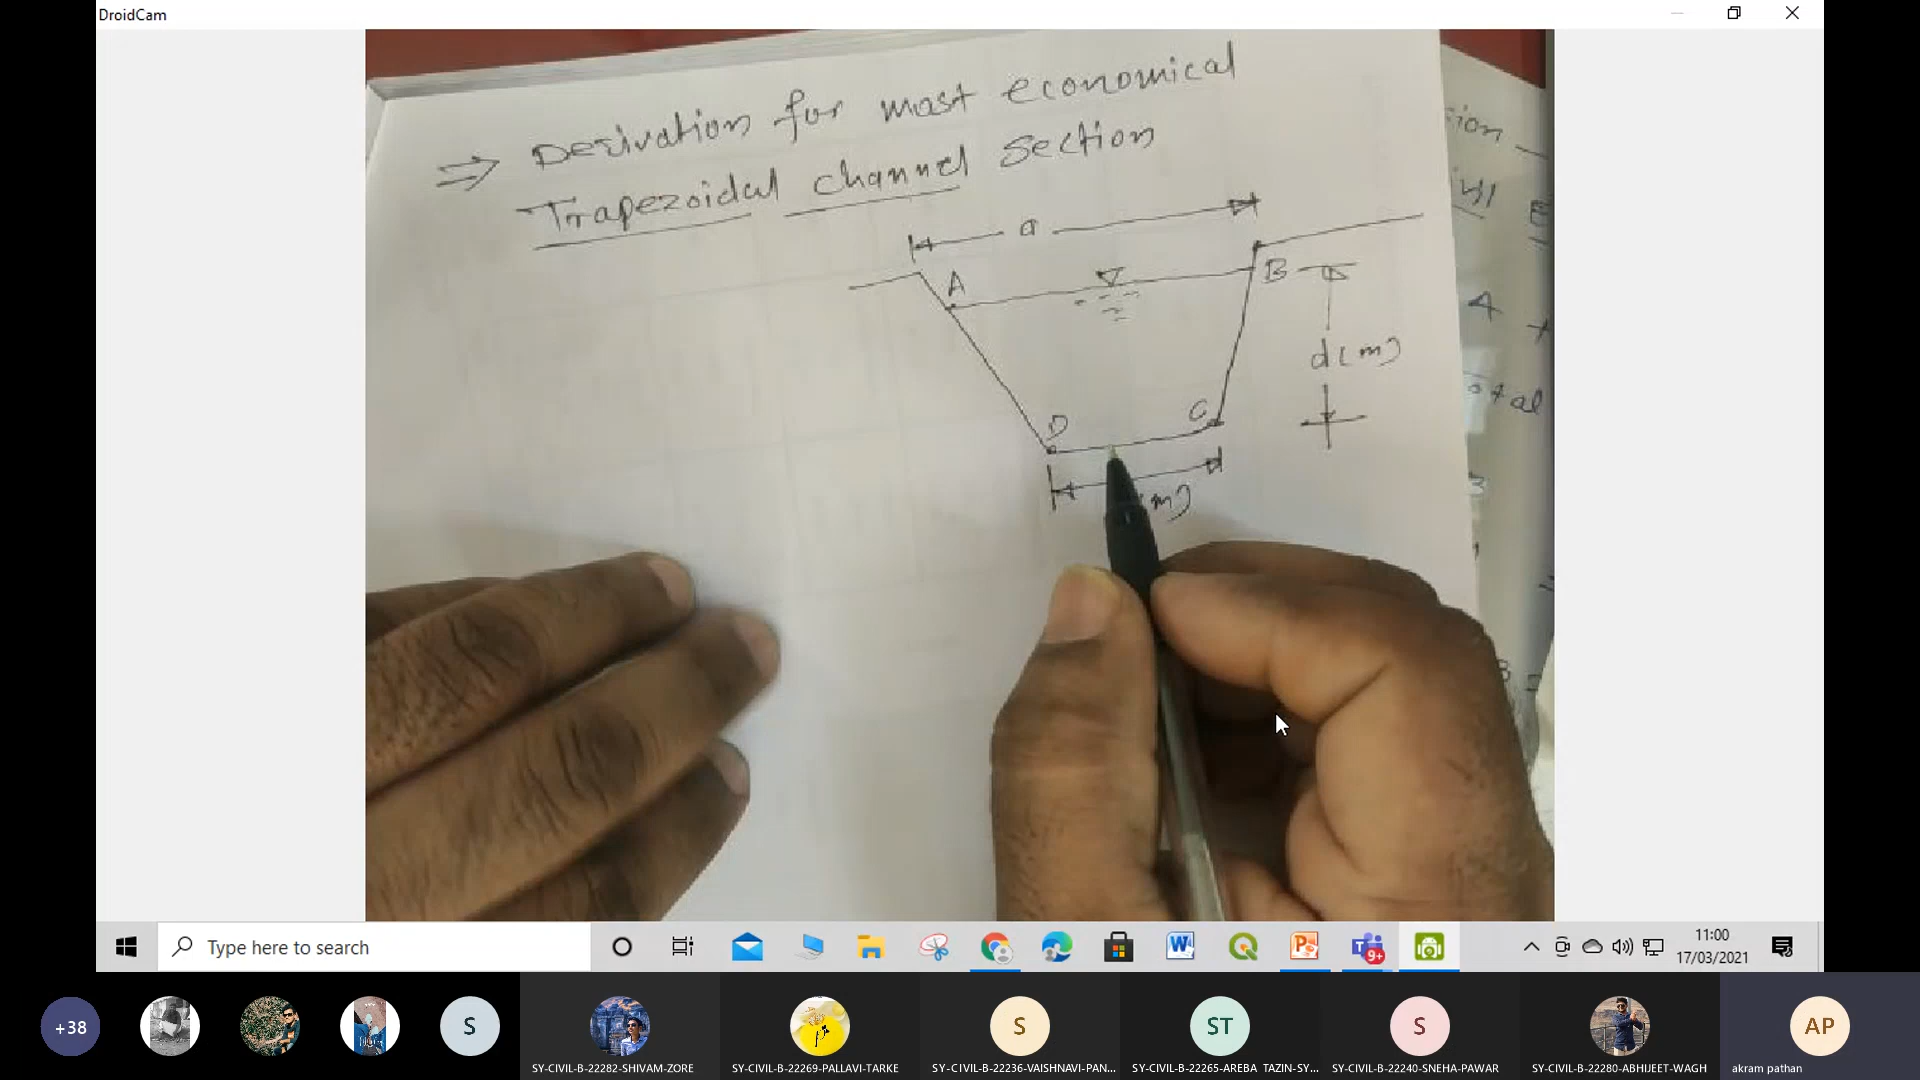 DroidCam
⇒ Derivation for most economical
Trapezoidal channel Section
a
A
B
d(m)
D
C
(m)
Type here to search
9+
11:00
17/03/2021
+38
S
S
ST
S
AP
SY-CIVIL-B-22282-SHIVAM-ZORE
SY-CIVIL-B-22269-PALLAVI-TARKE
SY-CIVIL-B-22236-VAISHNAVI-PAN...
SY-CIVIL-B-22265-AREBA TAZIN-SY...
SY-CIVIL-B-22240-SNEHA-PAWAR
SY-CIVIL-B-22280-ABHIJEET-WAGH
akram pathan